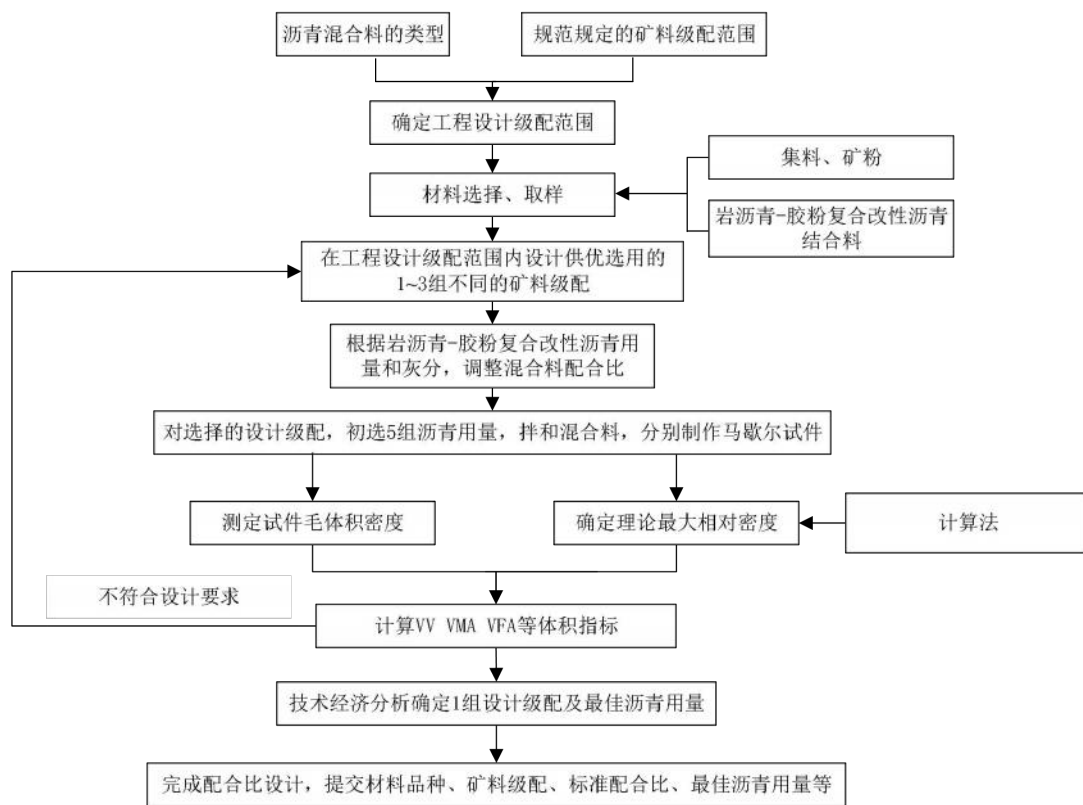 沥青混合料的类型
规范规定的矿料级配范围
确定工程设计级配范围
集料、矿粉
材料选择、取样
岩沥青-胶粉复合改性沥青
结合料
在工程设计级配范围内设计供优选用的
1~3组不同的矿料级配
根据岩沥青-胶粉复合改性沥青用
量和灰分，调整混合料配合比
对选择的设计级配，初选5组沥青用量，拌和混合料，分别制作马歇尔试件
测定试件毛体积密度
确定理论最大相对密度
计算法
不符合设计要求
计算VV VMA VFA等体积指标
技术经济分析确定1组设计级配及最佳沥青用量
完成配合比设计，提交材料品种、矿料级配、标准配合比、最佳沥青用量等